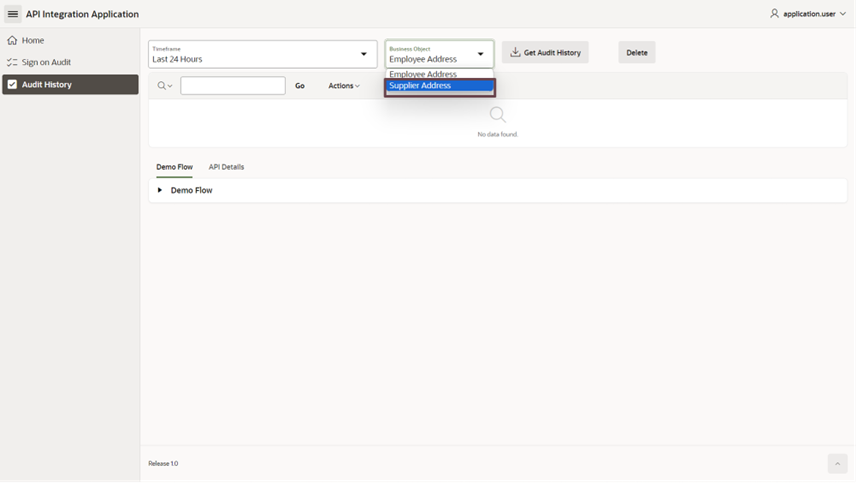 API Integration Application
application.user
Home
Sign on Audit
Audit History
Timeframe
Last 24 Hours
Business Object
Employee Address
Get Audit History
Delete
Employee Address
Supplier Address
Go
Actions
No data found.
Demo Flow
API Details
Demo Flow
Release 1.0